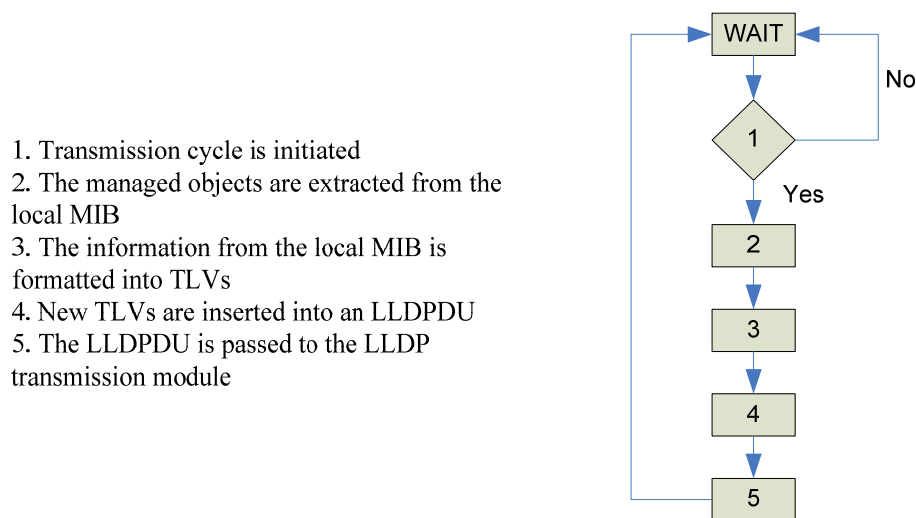 1. Transmission cycle is initiated
2. The managed objects are extracted from the
local MIB
3. The information from the local MIB is
formatted into TLVs
4. New TLVs are inserted into an LLDPDU
5. The LLDPDU is passed to the LLDP
transmission module
WAIT
No
1
Yes
2
3
4
5